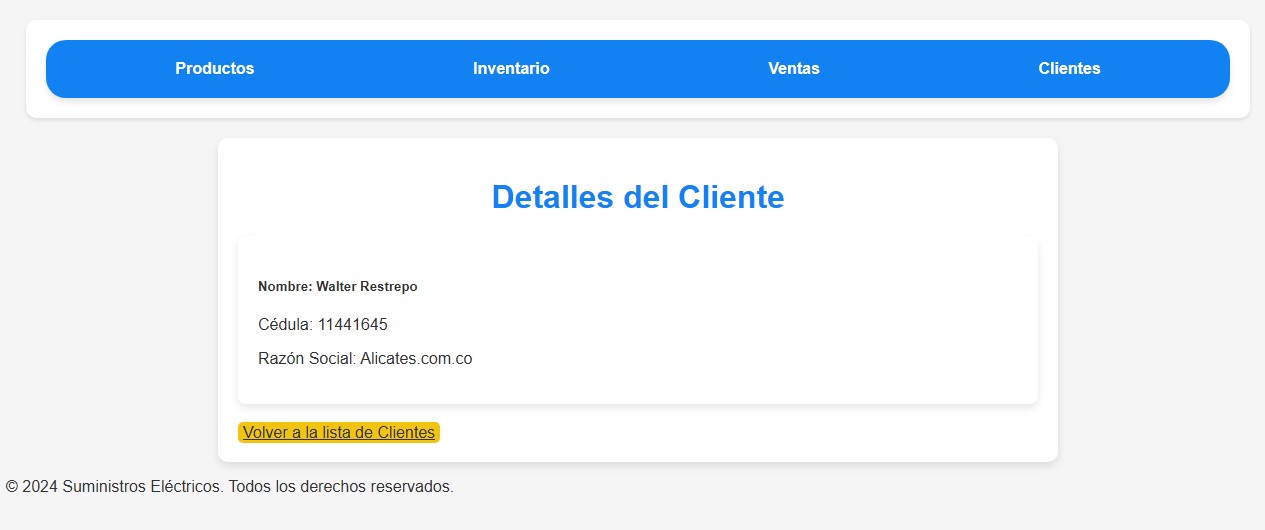 Productos Inventario Ventas Clientes
Detalles del Cliente
Nombre: Walter Restrepo
Cédula: 11441645
Razón Social: Alicates.com.co
Volver a la lista de Clientes
© 2024 Suministros Eléctricos. Todos los derechos reservados.